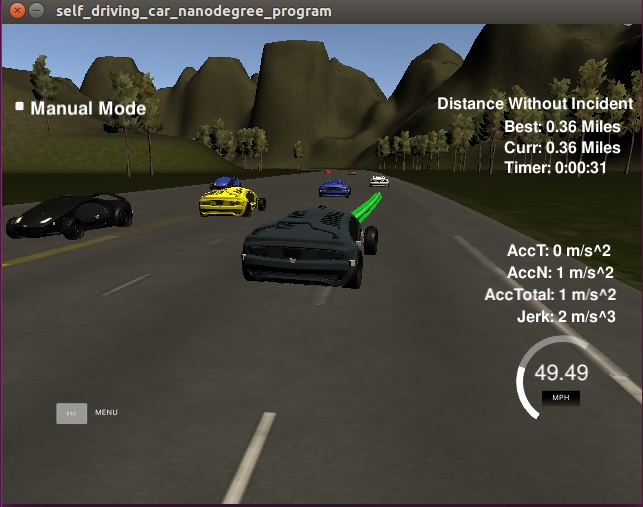 self_driving_car_nanodegree_program
Manual Mode
Distance Without Incident
Best: 0.36 Miles
Curr: 0.36 Miles
Timer: 0:00:31
AccT: 0 m/s^2
AccN: 1 m/s^2
AccTotal: 1 m/s^2
Jerk: 2 m/s^3
49.49
MPH
ESC MENU